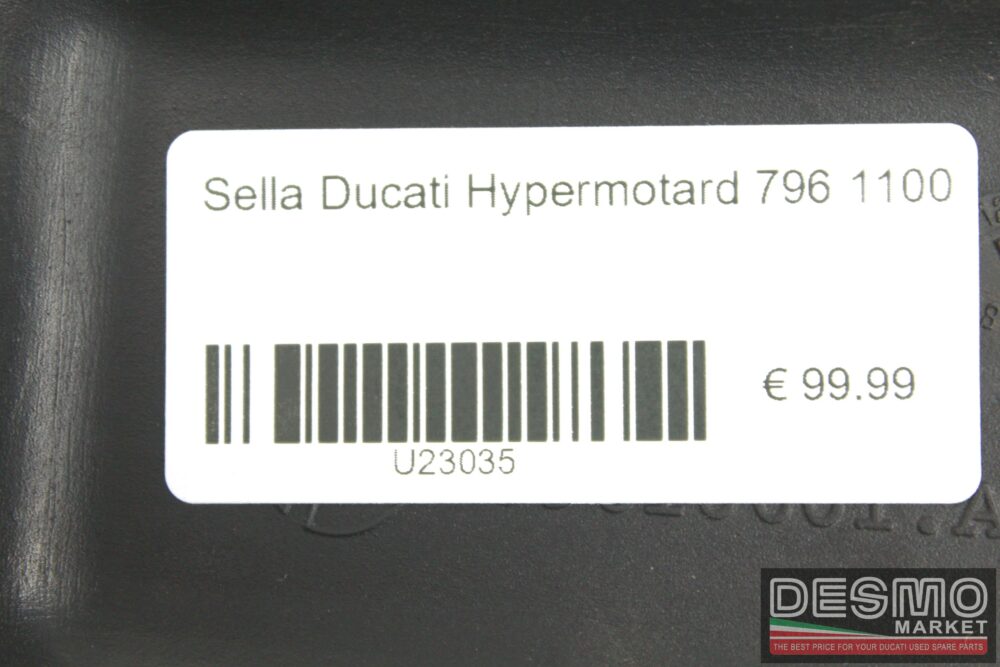 Sella Ducati Hypermotard 796 1100
€ 99.99
U23035
DESMO
MARKET
THE BEST PRICE FOR YOUR DUCATI USED SPARE PARTS